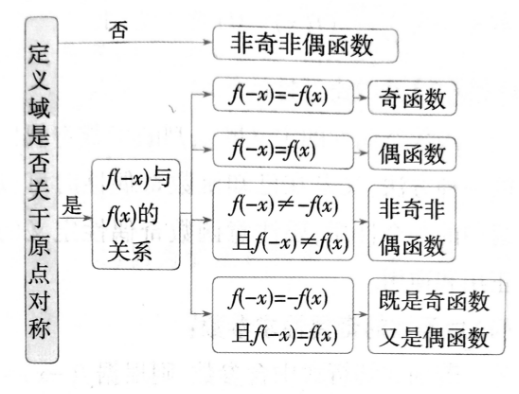 定义域是否关于原点对称
否
非奇非偶函数
是
f(-x)与
f(x)的
关系
f(-x)=-f(x)
奇函数
f(-x)=f(x)
偶函数
f(-x)≠-f(x)
且f(-x)≠f(x)
非奇非
偶函数
f(-x)=-f(x)
且f(-x)=f(x)
既是奇函数
又是偶函数